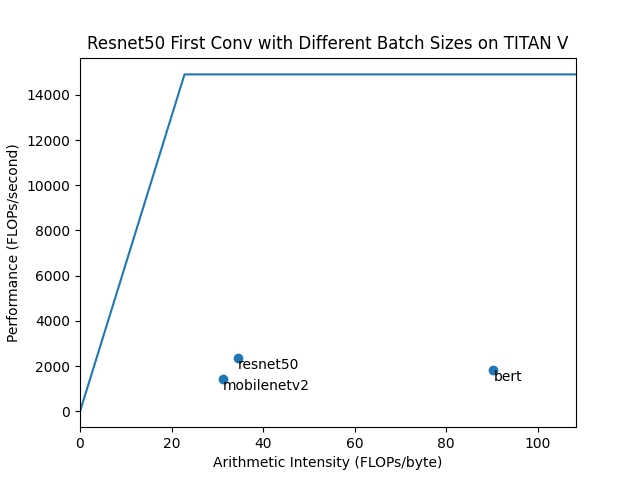 Resnet50 First Conv with Different Batch Sizes on TITAN V
Performance (FLOPs/second)
14000
12000
10000
8000
6000
4000
2000
0
resnet50
mobilenetv2
bert
0 20 40 60 80 100
Arithmetic Intensity (FLOPs/byte)